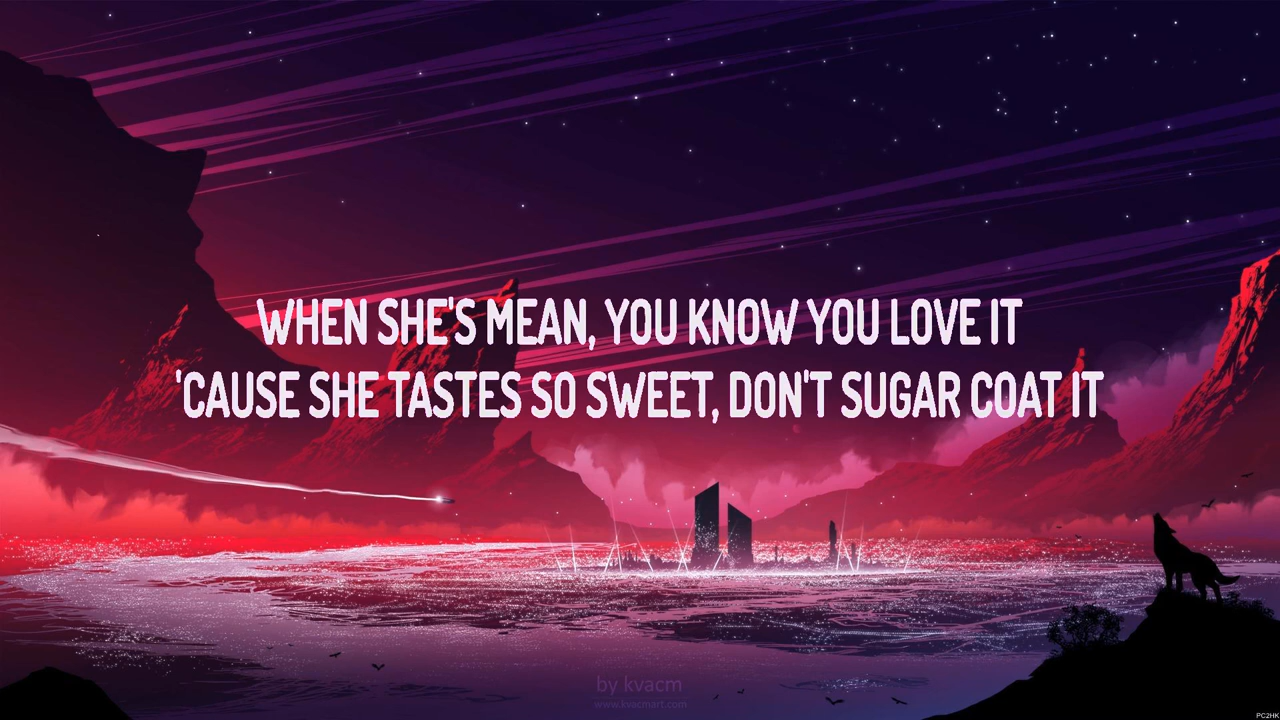 WHEN SHE'S MEAN, YOU KNOW YOU LOVE IT
'CAUSE SHE TASTES SO SWEET, DON'T SUGAR COAT IT
by kvacm
www.kvacmart.com
PC2HK